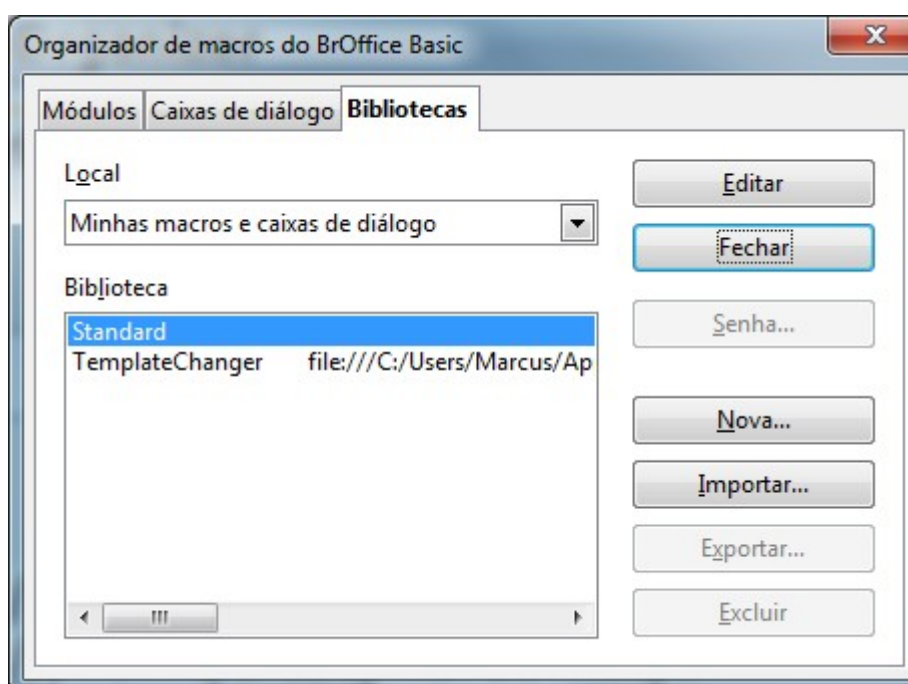 Organizador de macros do BrOffice Basic
Módulos Caixas de diálogo Bibliotecas
Local
Minhas macros e caixas de diálogo
Biblioteca
Standard
TemplateChanger file:///C:/Users/Marcus/Ap
Editar
Fechar
Senha...
Nova...
Importar...
Exportar...
Excluir